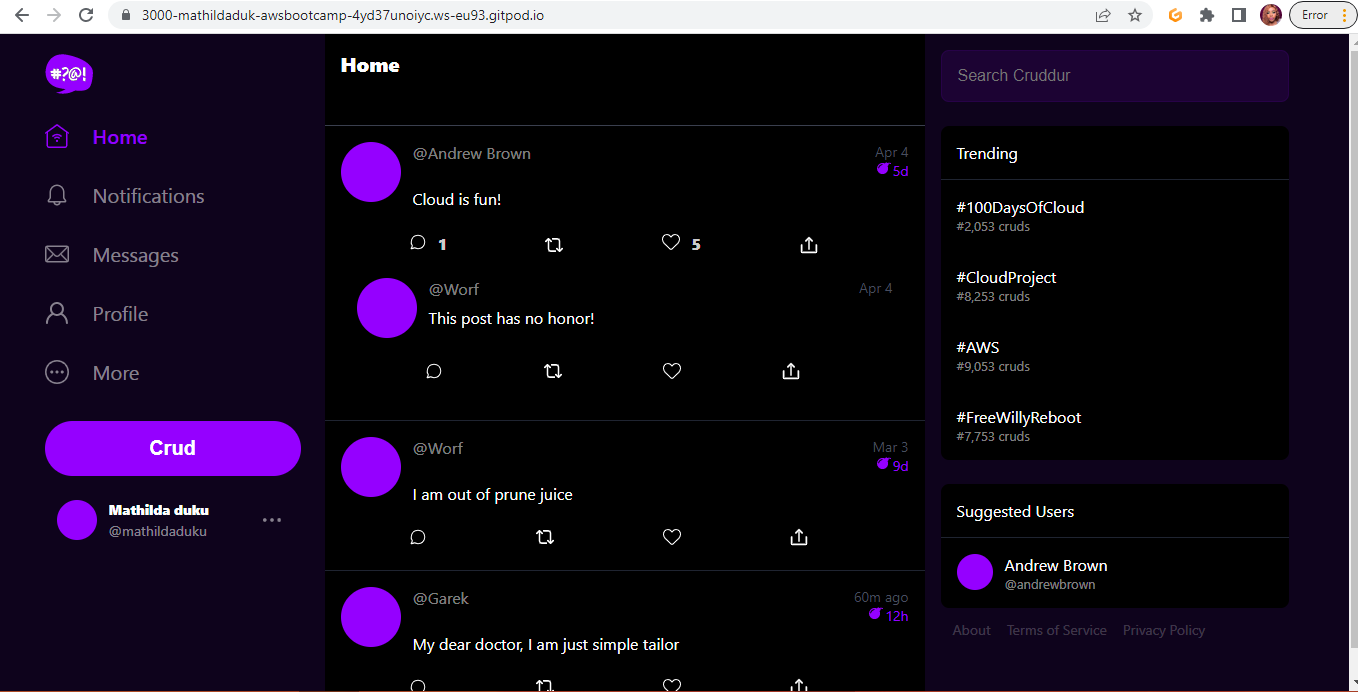 3000-mathildaduk-awsbootcamp-4yd37unoiyc.ws-eu93.gitpod.io
Error
#?@!
Home
Notifications
Messages
Profile
More
Crud
Mathilda duku
@mathildaduku
Home
@Andrew Brown
Apr 4
5d
Cloud is fun!
1
5
@Worf
Apr 4
This post has no honor!
@Worf
Mar 3
9d
I am out of prune juice
@Garek
60m ago
12h
My dear doctor, I am just simple tailor
Search Cruddur
Trending
#100DaysOfCloud
#2,053 cruds
#CloudProject
#8,253 cruds
#AWS
#9,053 cruds
#FreeWillyReboot
#7,753 cruds
Suggested Users
Andrew Brown
@andrewbrown
About Terms of Service Privacy Policy